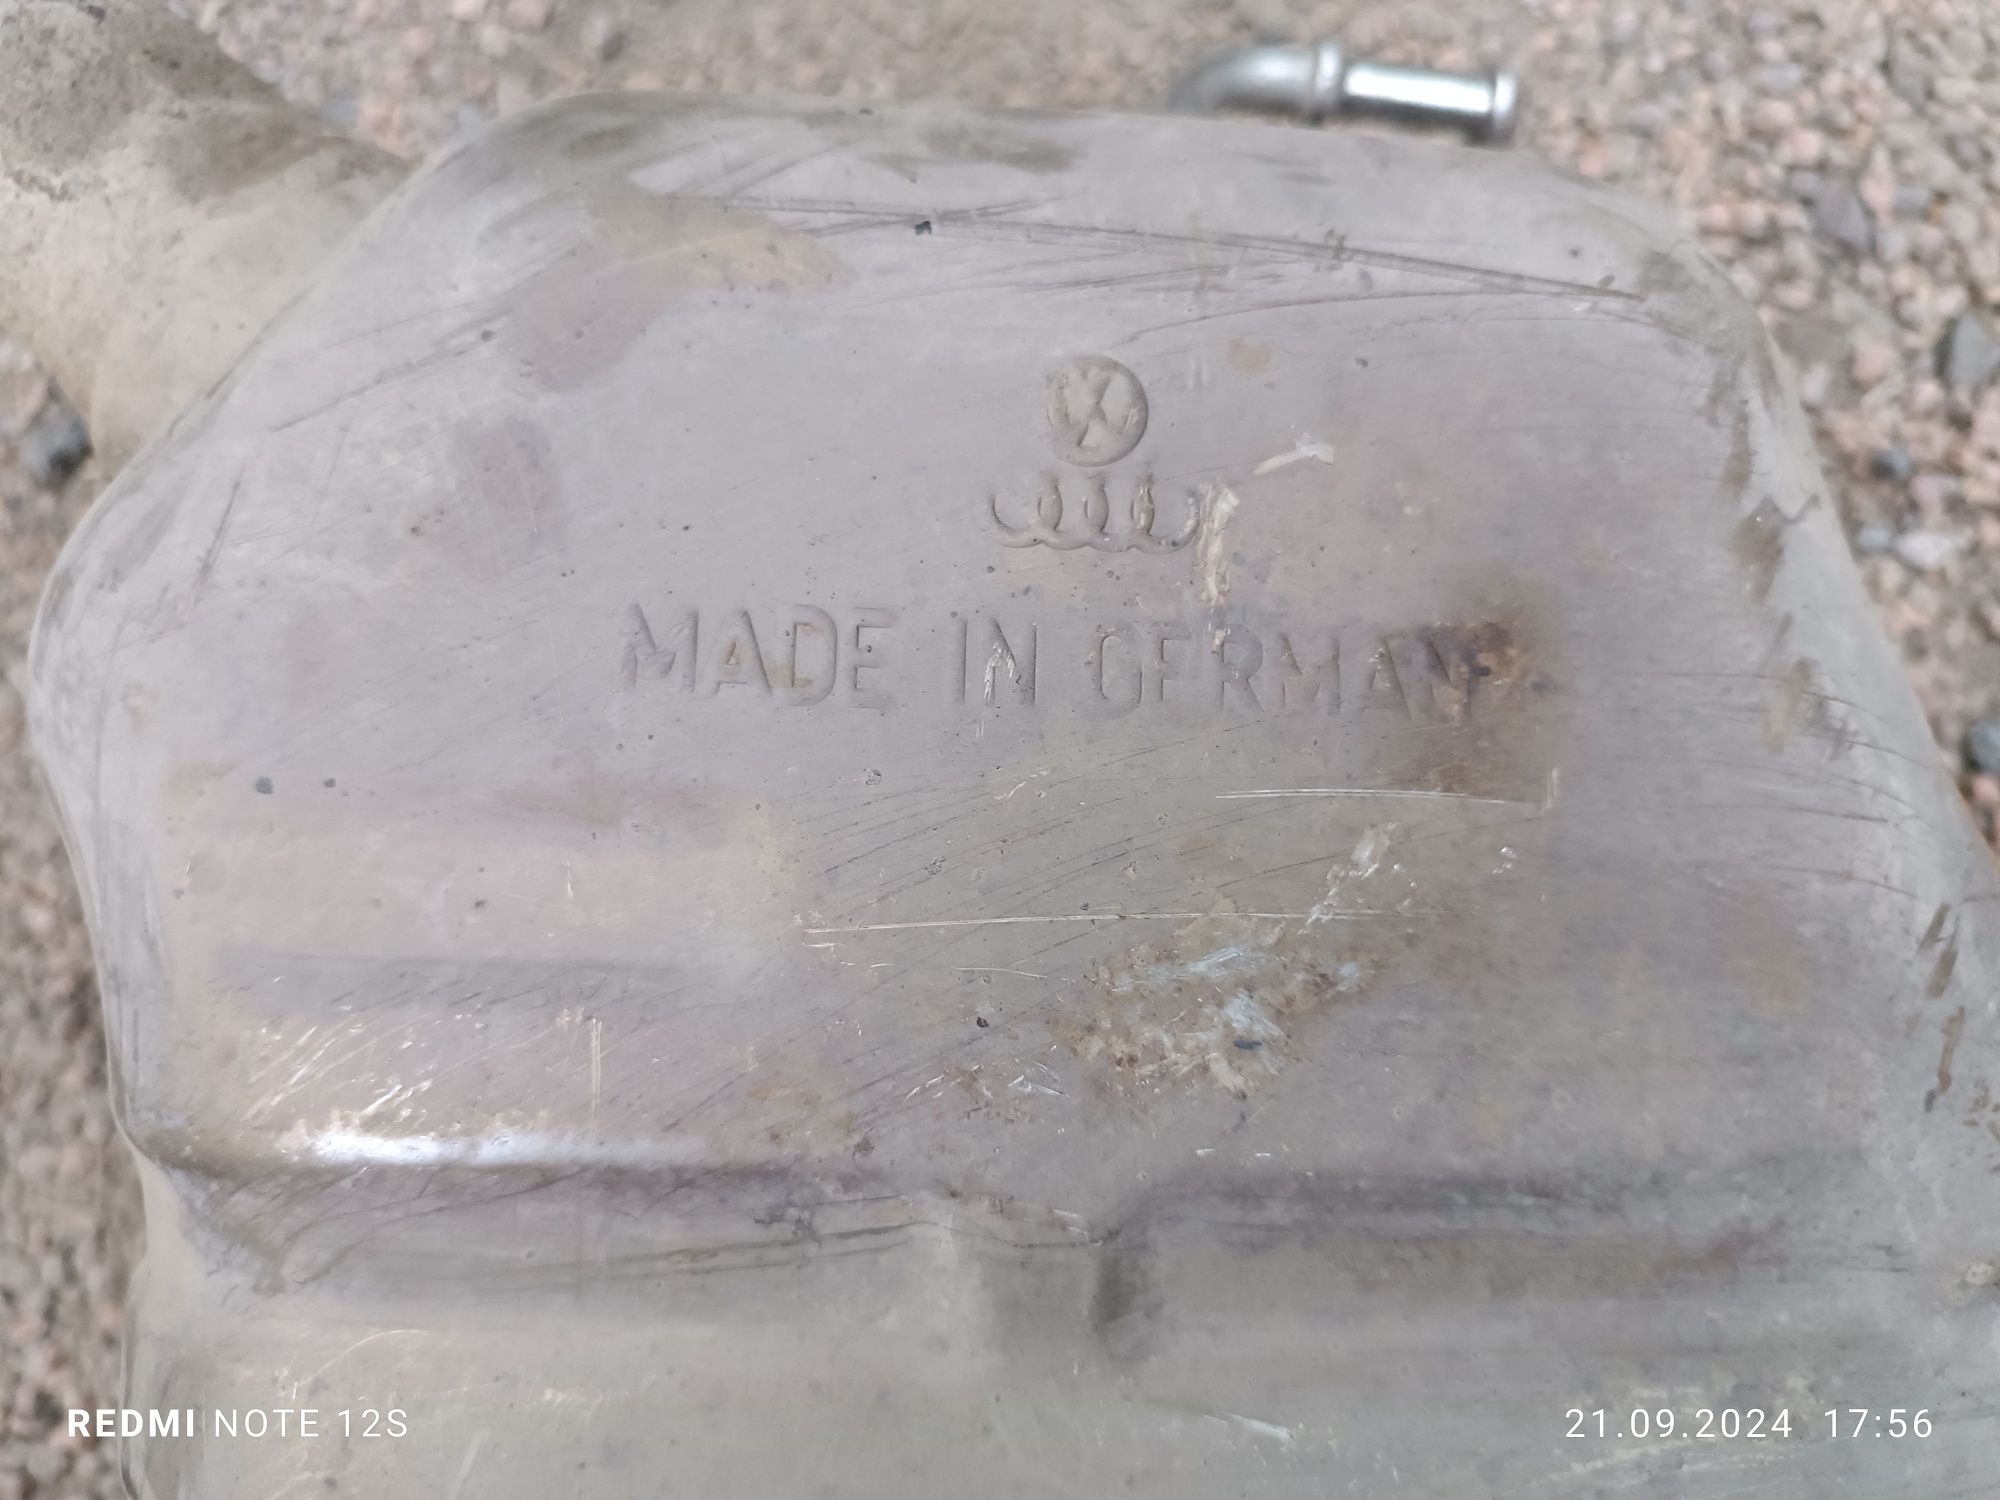 MADE IN GERMAN
REDMI NOTE 12S
21.09.2024 17:56